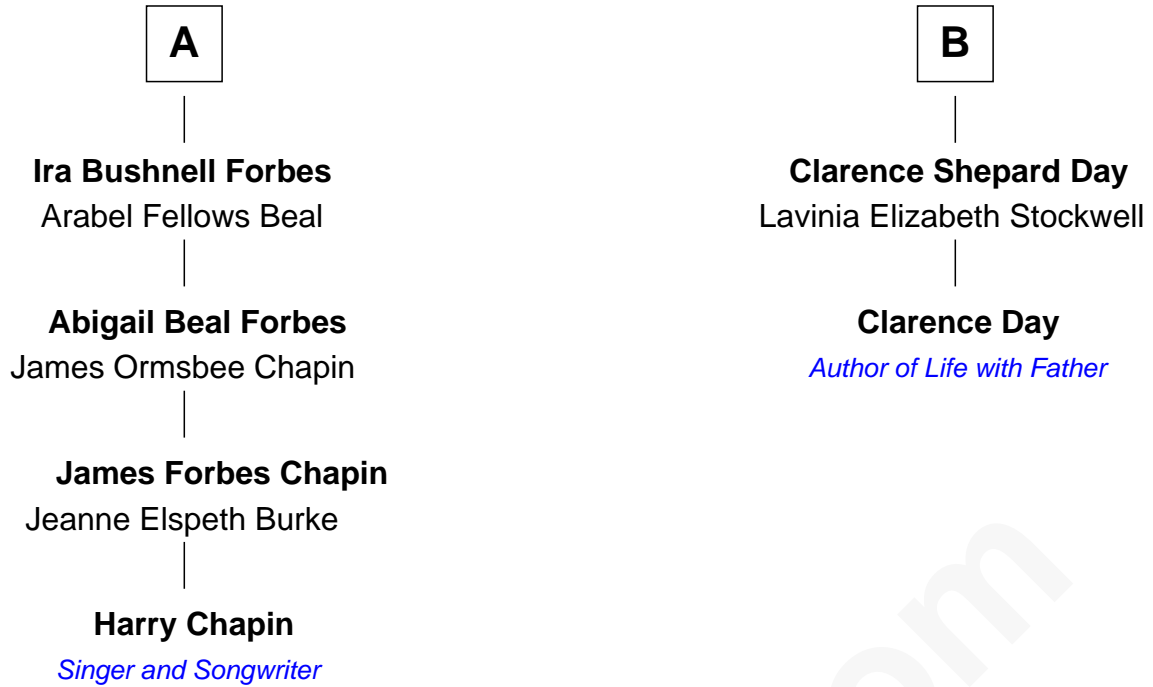 A
Ira Bushnell Forbes
Arabel Fellows Beal
Abigail Beal Forbes
James Ormsbee Chapin
James Forbes Chapin
Jeanne Elspeth Burke
Harry Chapin
Singer and Songwriter
B
Clarence Shepard Day
Lavinia Elizabeth Stockwell
Clarence Day
Author of Life with Father
om